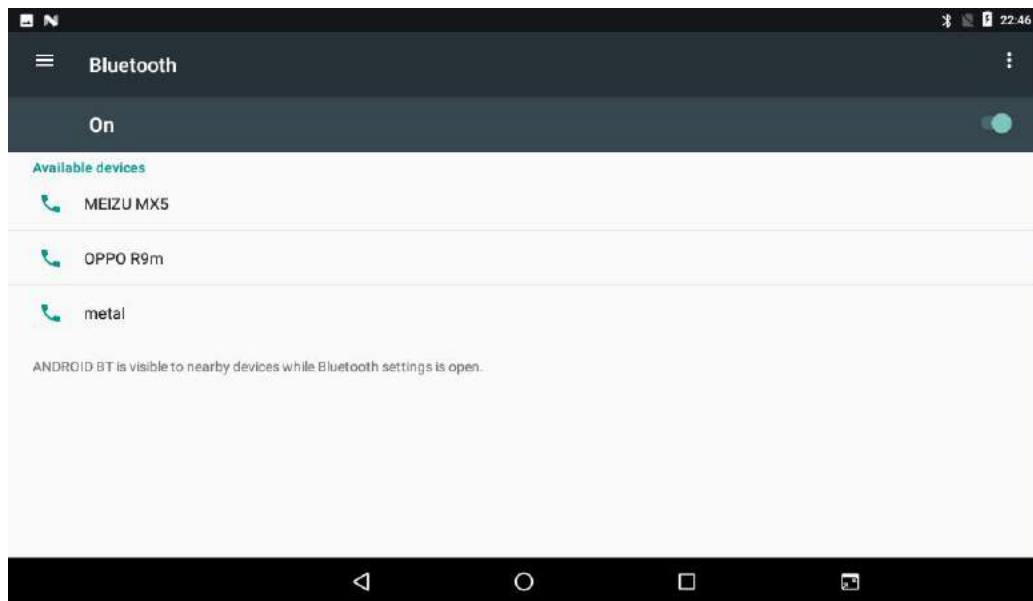 22:46
Bluetooth
On
Available devices
MEIZU MX5
OPPO R9m
metal
ANDROID BT is visible to nearby devices while Bluetooth settings is open.